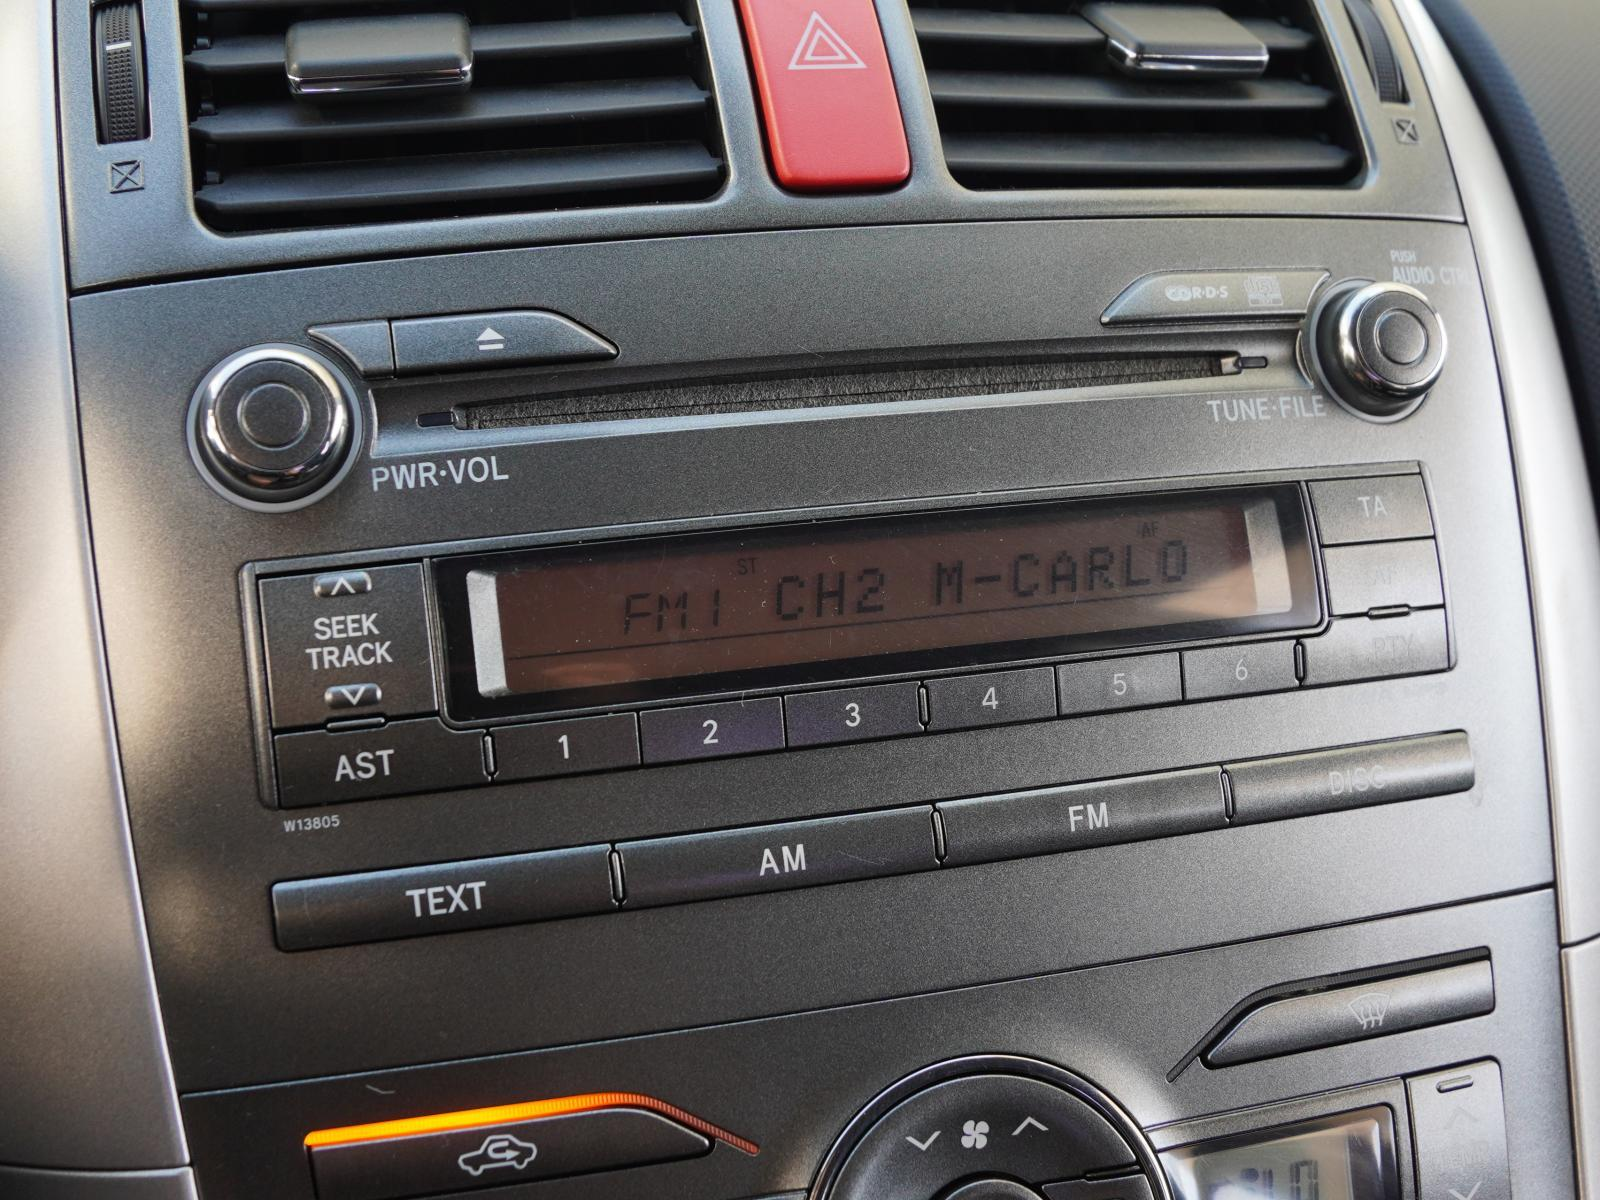 PUSH
AUDIO CTRL
R·D·S
TUNE·FILE
PWR·VOL
TA
AF
ST
AF
FM1 CH2 M-CARLO
SEEK
TRACK
PTY
AST
1
2
3
4
5
6
W13805
DISC
FM
AM
TEXT